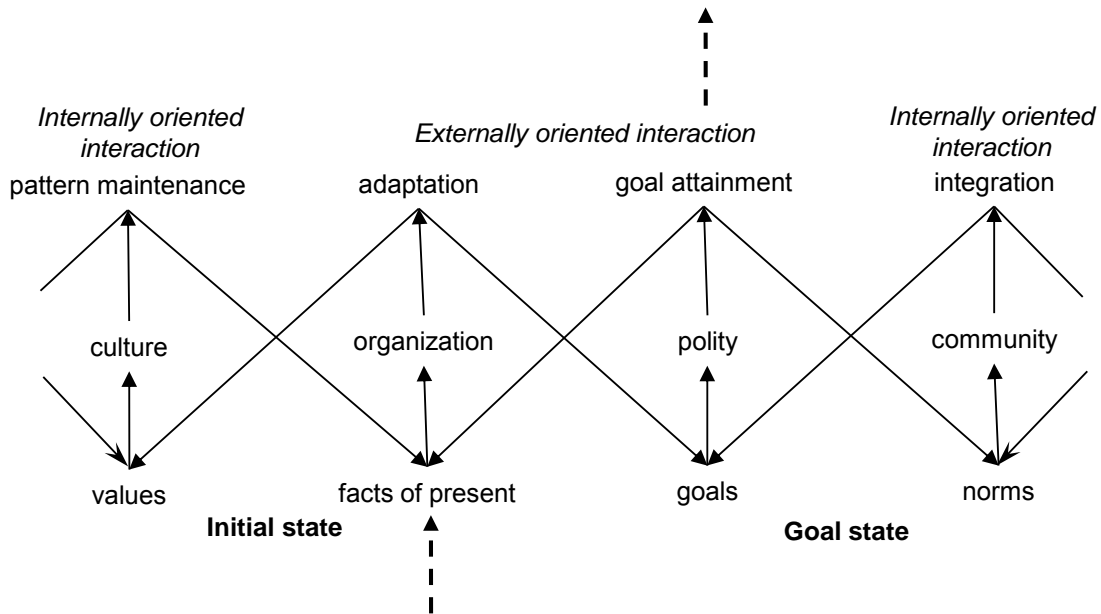 Internally oriented
interaction
Externally oriented interaction
Internally oriented
interaction
pattern maintenance
adaptation
goal attainment
integration
culture
organization
polity
community
values
facts of present
goals
norms
Initial state
Goal state